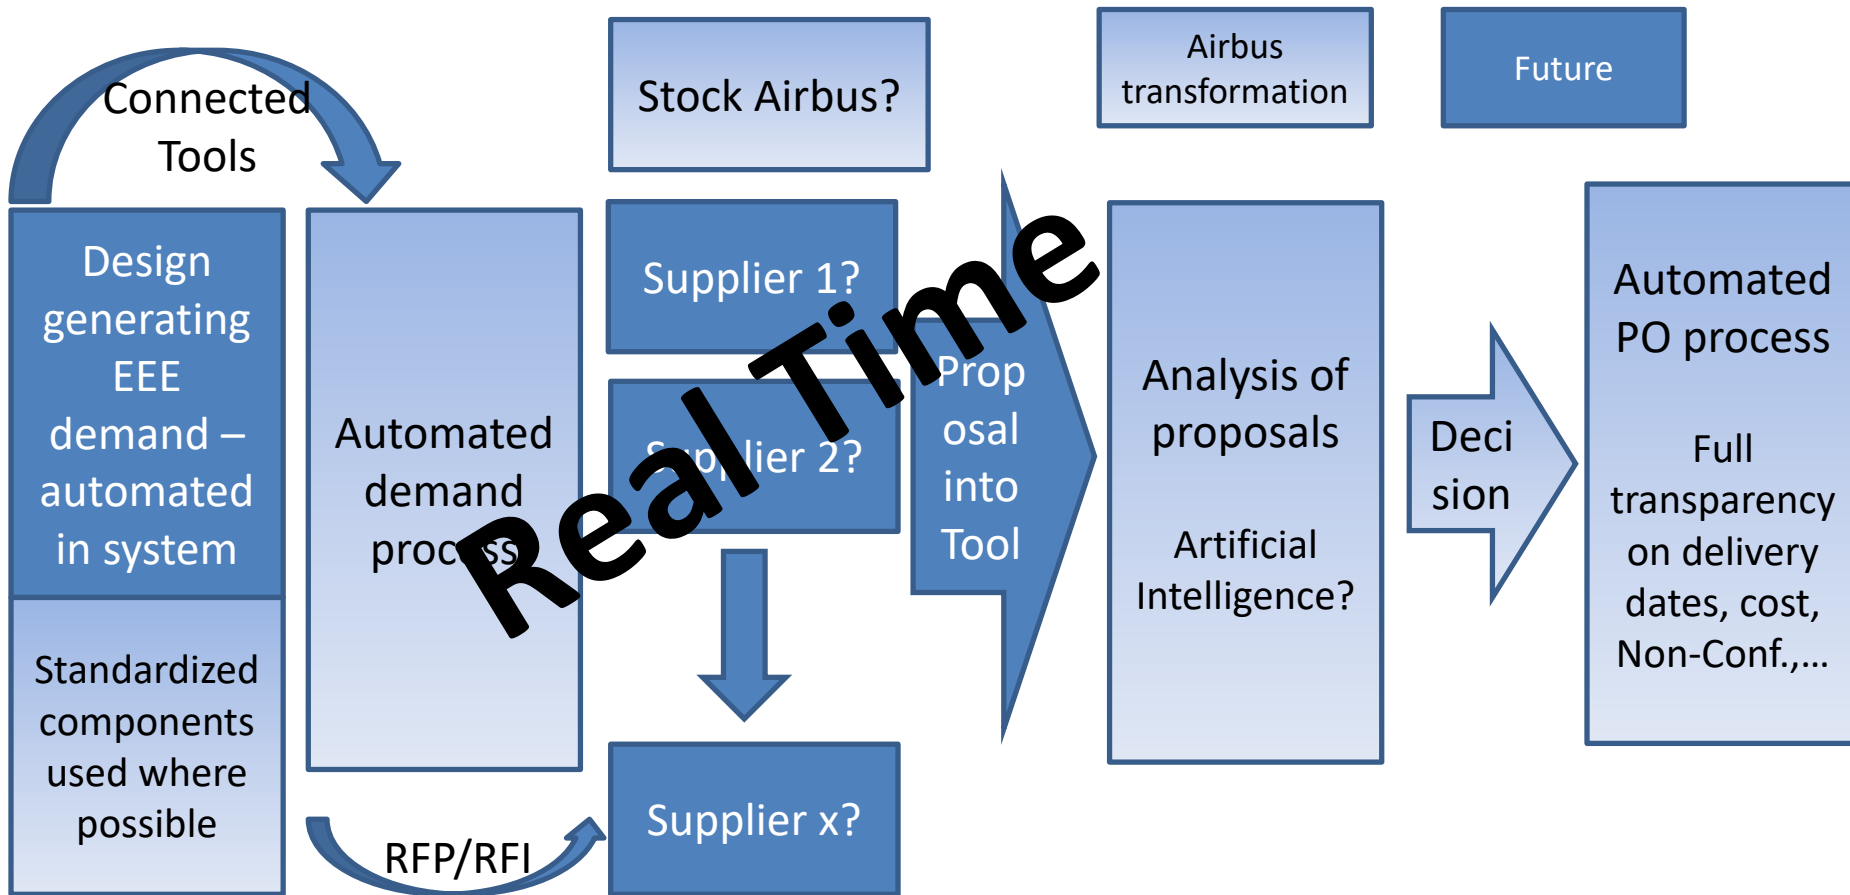 Connected
Tools
Stock Airbus?
Airbus
transformation
Future
Design
generating
EEE
demand –
automated
in system
Standardized
components
used where
possible
Automated
demand
process
Supplier 1?
Supplier 2?
Supplier x?
RFP/RFI
Real Time
Prop
osal
into
Tool
Analysis of
proposals
Artificial
Intelligence?
Deci
sion
Automated
PO process
Full
transparency
on delivery
dates, cost,
Non-Conf.,...